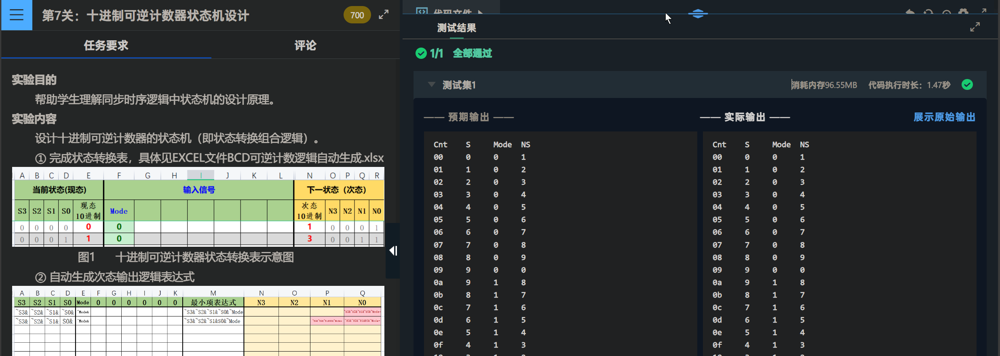 第7关：十进制可逆计数器状态机设计
700
任务要求 评论
实验目的
帮助学生理解同步时序逻辑中状态机的设计原理。
实验内容
设计十进制可逆计数器的状态机（即状态转换组合逻辑）。
① 完成状态转换表，具体见EXCEL文件BCD可逆计数逻辑自动生成.xlsx
A B C D E F G H I J K L N O P Q R
当前状态(现态) 输入信号 下一状态（次态）
S3 S2 S1 S0 现态 10进制 Mode 次态 10进制 N3 N2 N1 N0
0 0 0 0 0 0 1 0 0 0 1
0 0 0 1 1 0 3 0 0 1 1
图1 十进制可逆计数器状态转换表示意图
② 自动生成次态输出逻辑表达式
A B C D E F G H I J K M N O P Q
S3 S2 S1 S0 Mode 0 0 0 0 0 0 最小项表达式 N3 N2 N1 N0
~S3& ~S2& ~S1& ~S0& ~Mode& ~S3&~S2&~S1&~S0&~Mode ~S3&~S2&~S1&~S0&~Mode+
~S3& ~S2& ~S1& S0& ~Mode& ~S3&~S2&~S1&S0&~Mode ~S3&~S2&~S1&S0&~Mode+ ~S3&~S2&~S1&S0&~Mode+
代码文件
测试结果
1/1 全部通过
测试集1 消耗内存96.55MB 代码执行时长：1.47秒
—— 预期输出 ——
Cnt S Mode NS
00 0 0 1
01 1 0 2
02 2 0 3
03 3 0 4
04 4 0 5
05 5 0 6
06 6 0 7
07 7 0 8
08 8 0 9
09 9 0 0
0a 9 1 8
0b 8 1 7
0c 7 1 6
0d 6 1 5
0e 5 1 4
0f 4 1 3
—— 实际输出 —— 展示原始输出
Cnt S Mode NS
00 0 0 1
01 1 0 2
02 2 0 3
03 3 0 4
04 4 0 5
05 5 0 6
06 6 0 7
07 7 0 8
08 8 0 9
09 9 0 0
0a 9 1 8
0b 8 1 7
0c 7 1 6
0d 6 1 5
0e 5 1 4
0f 4 1 3